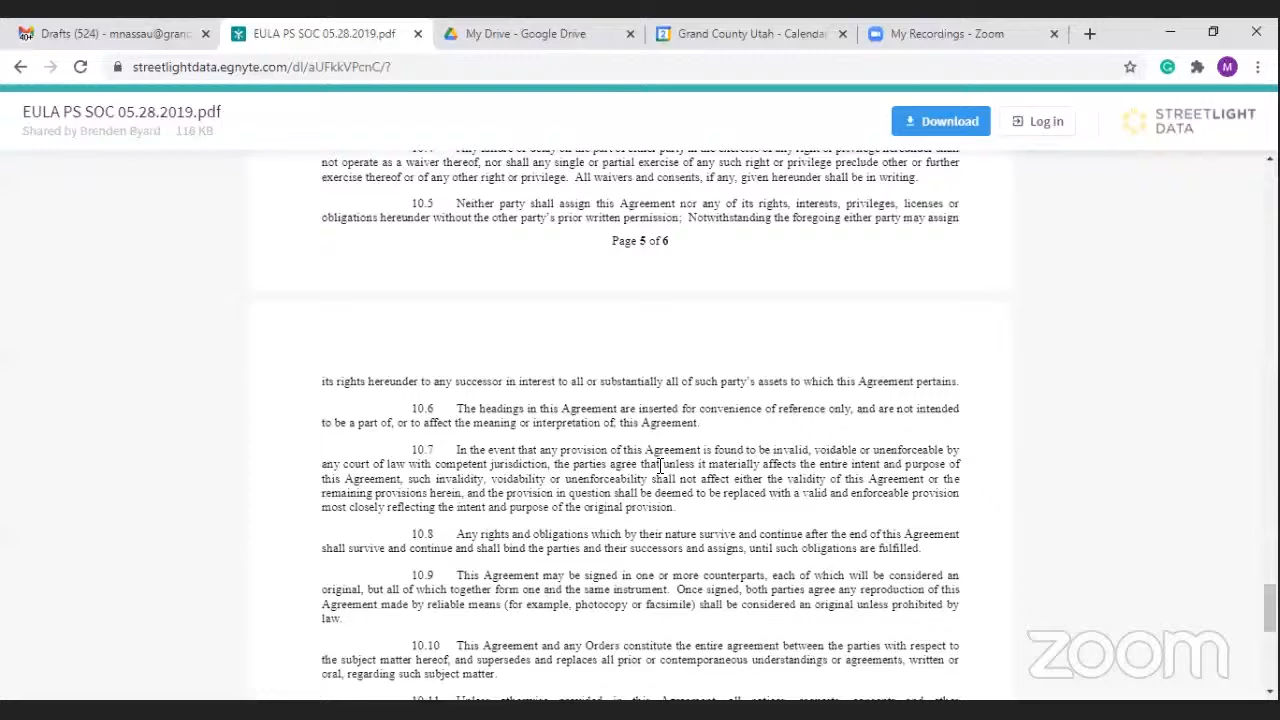 Drafts (524) - mnassau@granc
EULA PS SOC 05.28.2019.pdf
My Drive - Google Drive
Grand County Utah - Calenda
My Recordings - Zoom
streetlightdata.egnyte.com/dl/aUFkkVPcnC/?
M
EULA PS SOC 05.28.2019.pdf
Shared by Brenden Byard 116 KB
Download
Log in
STREETLIGHT
DATA
not operate as a waiver thereof, nor shall any single or partial exercise of any such right or privilege preclude other or further
exercise thereof or of any other right or privilege. All waivers and consents, if any, given hereunder shall be in writing.
10.5 Neither party shall assign this Agreement nor any of its rights, interests, privileges, licenses or
obligations hereunder without the other party's prior written permission; Notwithstanding the foregoing either party may assign
Page 5 of 6
its rights hereunder to any successor in interest to all or substantially all of such party's assets to which this Agreement pertains.
10.6 The headings in this Agreement are inserted for convenience of reference only, and are not intended
to be a part of, or to affect the meaning or interpretation of, this Agreement.
10.7 In the event that any provision of this Agreement is found to be invalid, voidable or unenforceable by
any court of law with competent jurisdiction, the parties agree that unless it materially affects the entire intent and purpose of
this Agreement, such invalidity, voidability or unenforceability shall not affect either the validity of this Agreement or the
remaining provisions herein, and the provision in question shall be deemed to be replaced with a valid and enforceable provision
most closely reflecting the intent and purpose of the original provision.
10.8 Any rights and obligations which by their nature survive and continue after the end of this Agreement
shall survive and continue and shall bind the parties and their successors and assigns, until such obligations are fulfilled.
10.9 This Agreement may be signed in one or more counterparts, each of which will be considered an
original, but all of which together form one and the same instrument. Once signed, both parties agree any reproduction of this
Agreement made by reliable means (for example, photocopy or facsimile) shall be considered an original unless prohibited by
law.
10.10 This Agreement and any Orders constitute the entire agreement between the parties with respect to
the subject matter hereof, and supersedes and replaces all prior or contemporaneous understandings or agreements, written or
oral, regarding such subject matter.
zoom